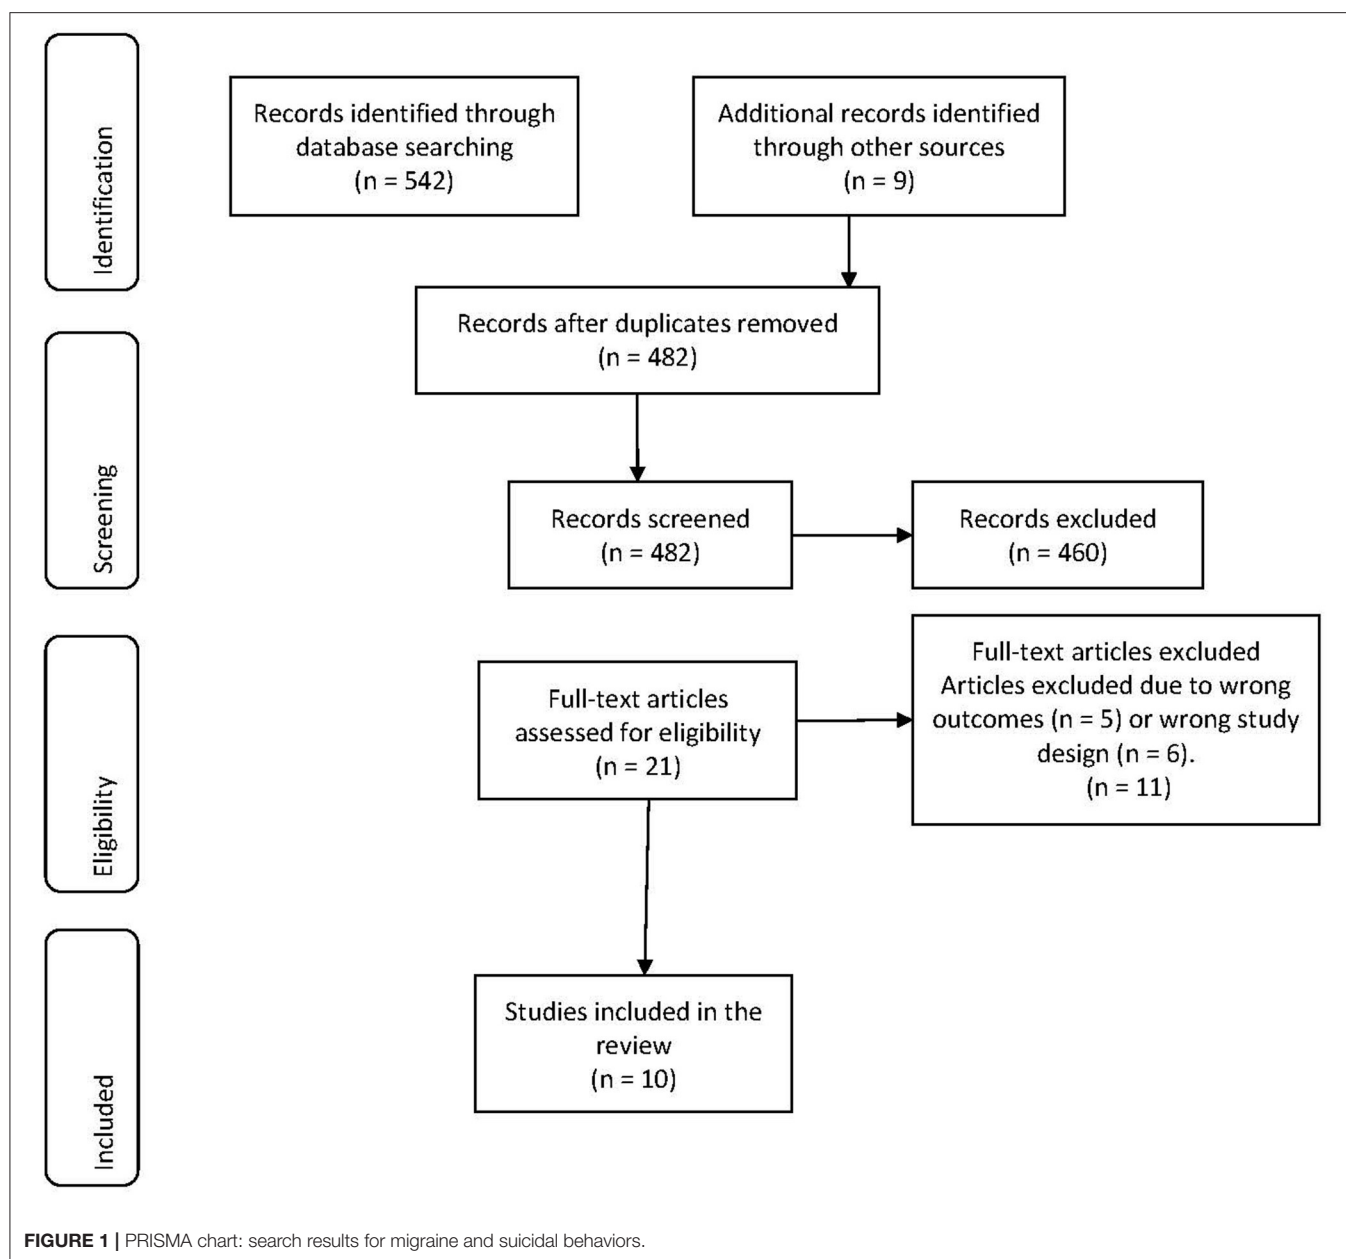 Identification
Records identified through
database searching
(n = 542)
Additional records identified
through other sources
(n = 9)
Records after duplicates removed
(n = 482)
Screening
Records screened
(n = 482)
Records excluded
(n = 460)
Eligibility
Full-text articles
assessed for eligibility
(n = 21)
Full-text articles excluded
Articles excluded due to wrong
outcomes (n = 5) or wrong study
design (n = 6).
(n = 11)
Included
Studies included in the
review
(n = 10)
FIGURE 1 | PRISMA chart: search results for migraine and suicidal behaviors.